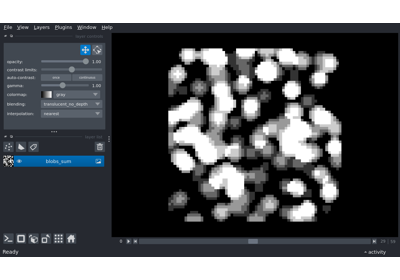 File View Layers Plugins Window Help
opacity: 1.00
contrast limits:
auto-contrast: once continuous
gamma: 1.00
colormap: gray
blending: translucent_no_depth
interpolation: nearest
blobs_sum
Ready
activity